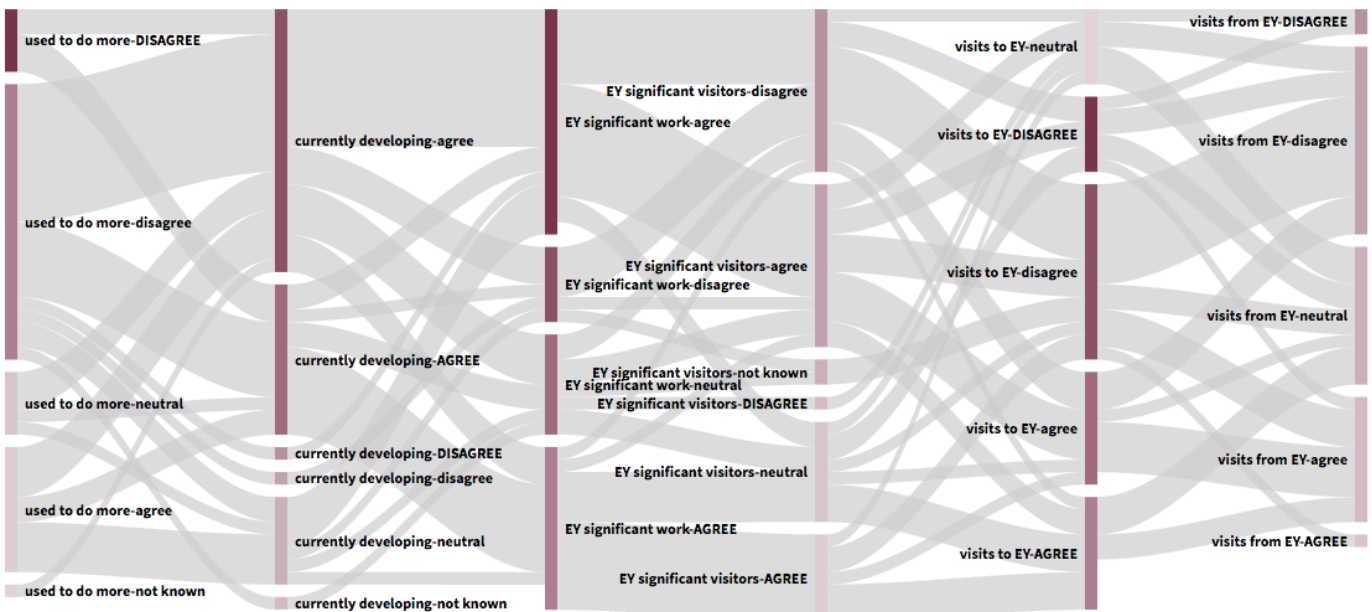 used to do more-DISAGREE
used to do more-disagree
used to do more-neutral
used to do more-agree
used to do more-not known
currently developing-agree
currently developing-AGREE
currently developing-DISAGREE
currently developing-disagree
currently developing-neutral
currently developing-not known
EY significant work-agree
EY significant work-disagree
EY significant work-neutral
EY significant work-AGREE
EY significant visitors-disagree
EY significant visitors-agree
EY significant visitors-not known
EY significant visitors-DISAGREE
EY significant visitors-neutral
EY significant visitors-AGREE
visits to EY-neutral
visits to EY-DISAGREE
visits to EY-disagree
visits to EY-agree
visits to EY-AGREE
visits from EY-DISAGREE
visits from EY-disagree
visits from EY-neutral
visits from EY-agree
visits from EY-AGREE